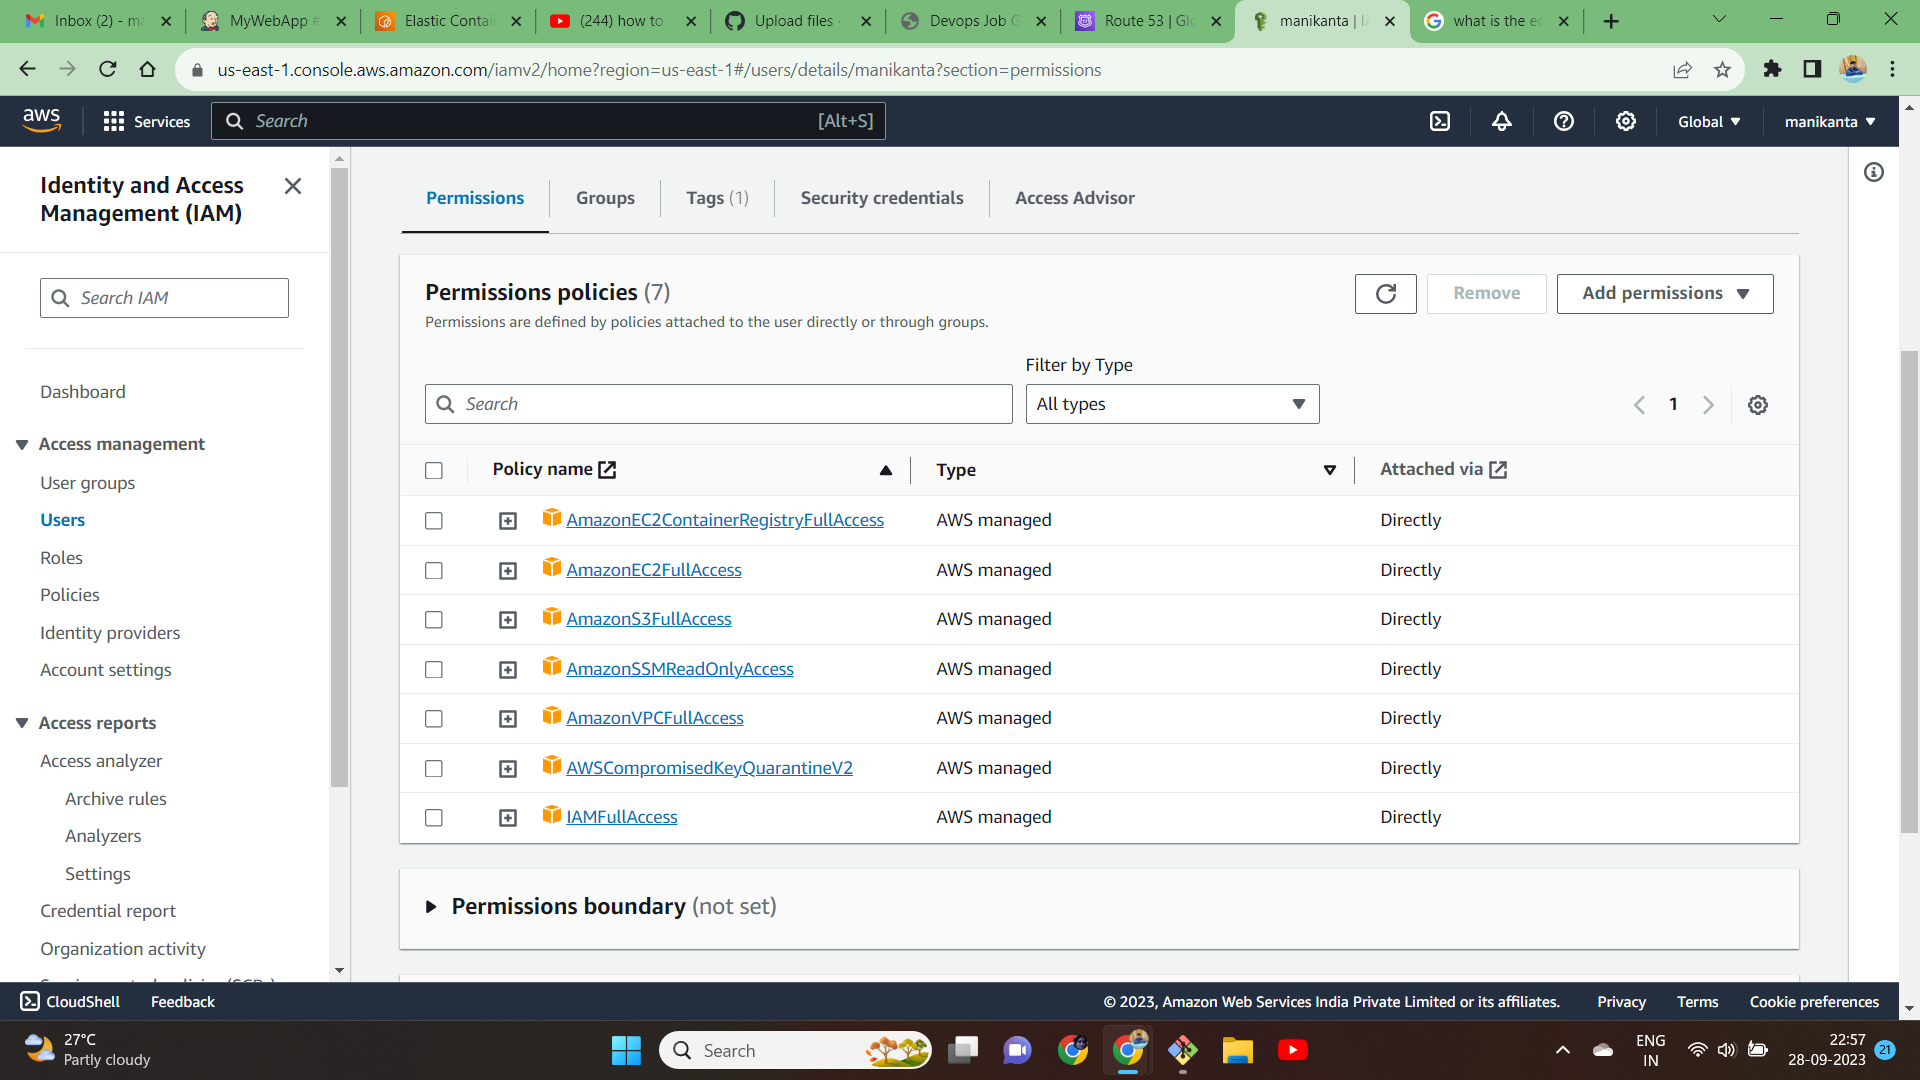 Inbox (2) - ma
MyWebApp #
Elastic Contai
(244) how to
Upload files
Devops Job G
Route 53 | Glo
manikanta | IA
what is the ec
us-east-1.console.aws.amazon.com/iamv2/home?region=us-east-1#/users/details/manikanta?section=permissions
aws
Services
Search
[Alt+S]
Global
manikanta
Identity and Access
Management (IAM)
Search IAM
Dashboard
Access management
User groups
Users
Roles
Policies
Identity providers
Account settings
Access reports
Access analyzer
Archive rules
Analyzers
Settings
Credential report
Organization activity
Permissions
Groups
Tags (1)
Security credentials
Access Advisor
Permissions policies (7)
Permissions are defined by policies attached to the user directly or through groups.
Remove
Add permissions
Filter by Type
Search
All types
1
Policy name
Type
Attached via
AmazonEC2ContainerRegistryFullAccess AWS managed Directly
AmazonEC2FullAccess AWS managed Directly
AmazonS3FullAccess AWS managed Directly
AmazonSSMReadOnlyAccess AWS managed Directly
AmazonVPCFullAccess AWS managed Directly
AWSCompromisedKeyQuarantineV2 AWS managed Directly
IAMFullAccess AWS managed Directly
Permissions boundary (not set)
CloudShell
Feedback
© 2023, Amazon Web Services India Private Limited or its affiliates.
Privacy
Terms
Cookie preferences
27°C
Partly cloudy
Search
ENG
IN
22:57
28-09-2023
21